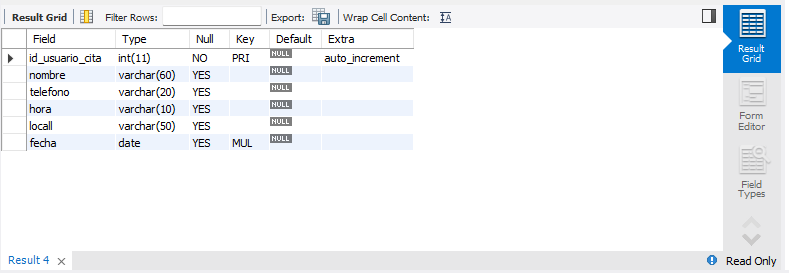 Result Grid Filter Rows: Export: Wrap Cell Content:
Field Type Null Key Default Extra
id_usuario_cita int(11) NO PRI NULL auto_increment
nombre varchar(60) YES NULL
telefono varchar(20) YES NULL
hora varchar(10) YES NULL
locall varchar(50) YES NULL
fecha date YES MUL NULL
Result
Grid
Form
Editor
Field
Types
Result 4 Read Only